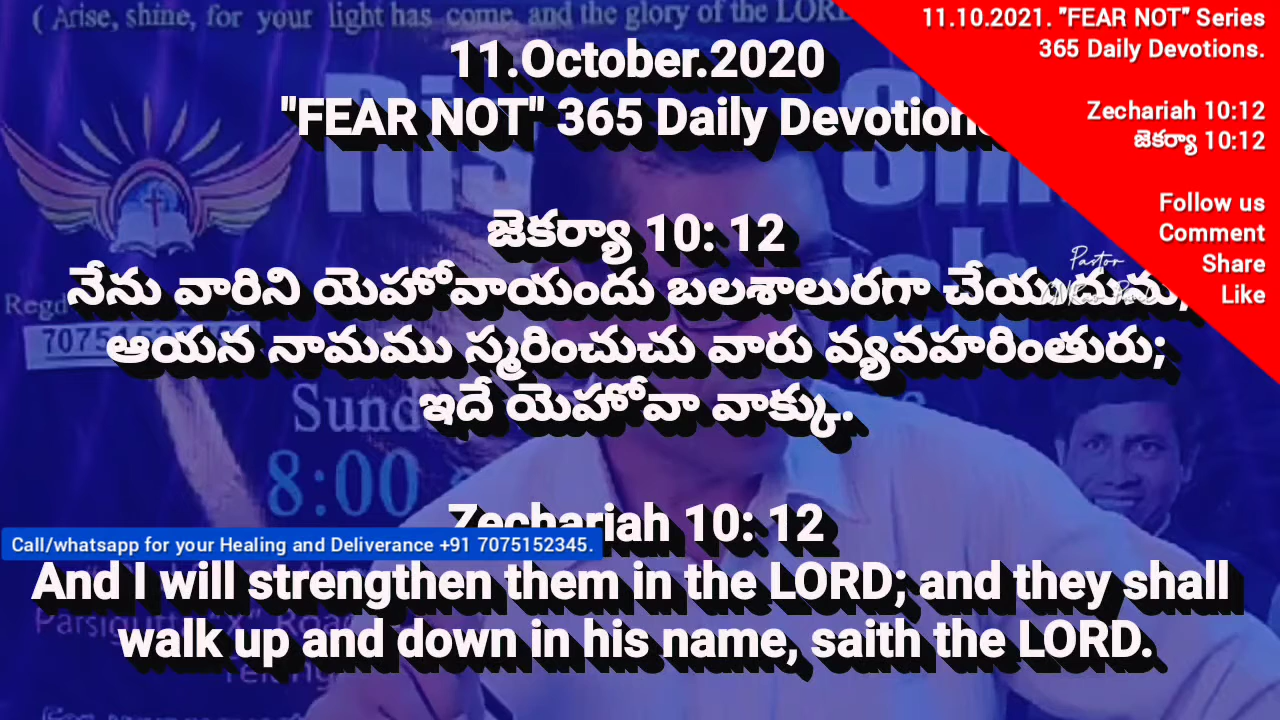 ( Arise, shine, for your light has come, and the glory of the LORD
11.10.2021. "FEAR NOT" Series
365 Daily Devotions.
Zechariah 10:12
జెకర్యా 10:12
Follow us
Comment
Share
Like
11.October.2020
"FEAR NOT" 365 Daily Devotions
జెకర్యా 10: 12
నేను వారిని యెహోవాయందు బలశాలురగా చేయుదును,
ఆయన నామము స్మరించుచు వారు వ్యవహరింతురు;
ఇదే యెహోవా వాక్కు.
Pastor
Regd
Sund
8:00
Zechariah 10: 12
Call/whatsapp for your Healing and Deliverance +91 7075152345.
And I will strengthen them in the LORD; and they shall
walk up and down in his name, saith the LORD.